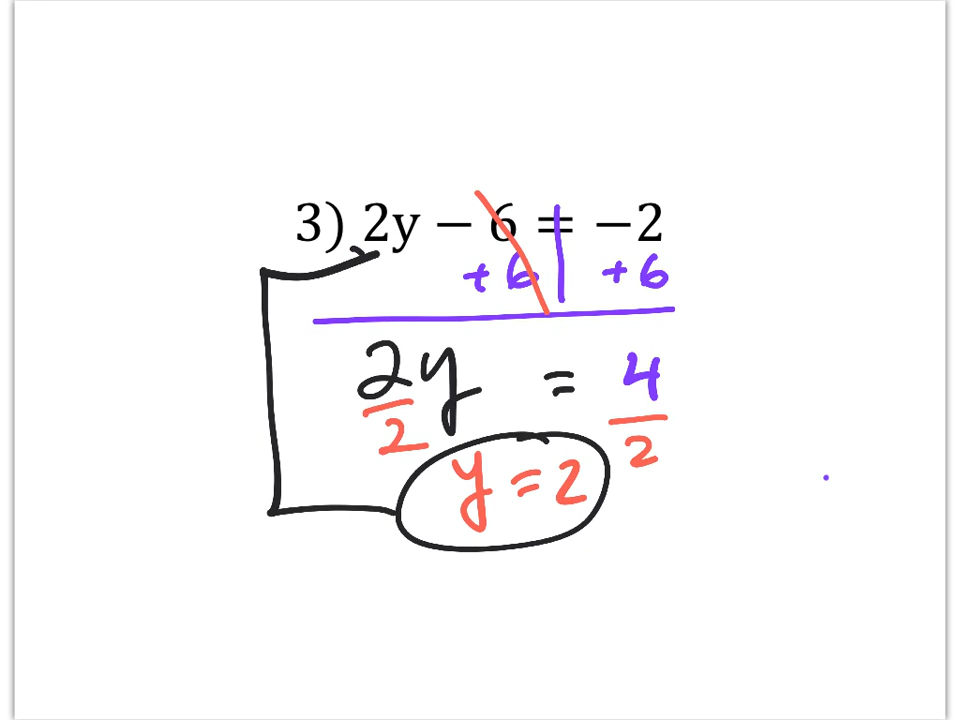 3) 2y − 6 = −2
+6 | +6
2y = 4
2 2
y = 2